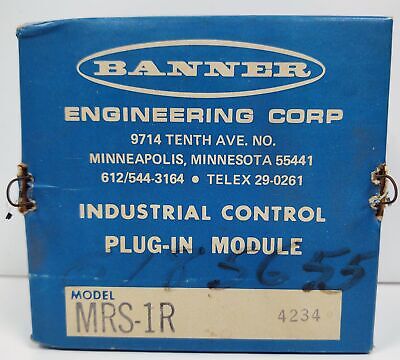 BANNER
ENGINEERING CORP
9714 TENTH AVE. NO.
MINNEAPOLIS, MINNESOTA 55441
612/544-3164 • TELEX 29-0261
INDUSTRIAL CONTROL
PLUG-IN MODULE
5655
MODEL
MRS-1R 4234